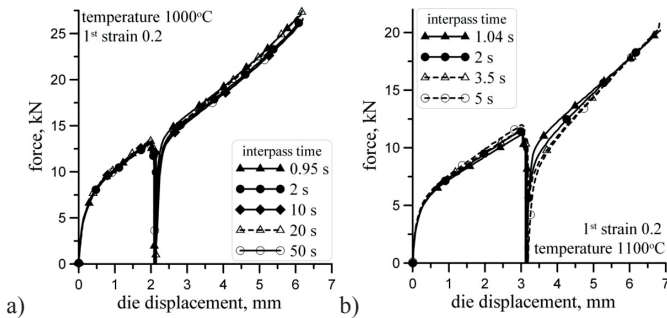 temperature 1000°C
1st strain 0.2
force, kN
25
20
15
10
5
0
interpass time
0.95 s
2 s
10 s
20 s
50 s
0 1 2 3 4 5 6 7
die displacement, mm
a)
interpass time
1.04 s
2 s
3.5 s
5 s
force, kN
20
15
10
5
0
1st strain 0.2
temperature 1100°C
0 1 2 3 4 5 6 7
die displacement, mm
b)